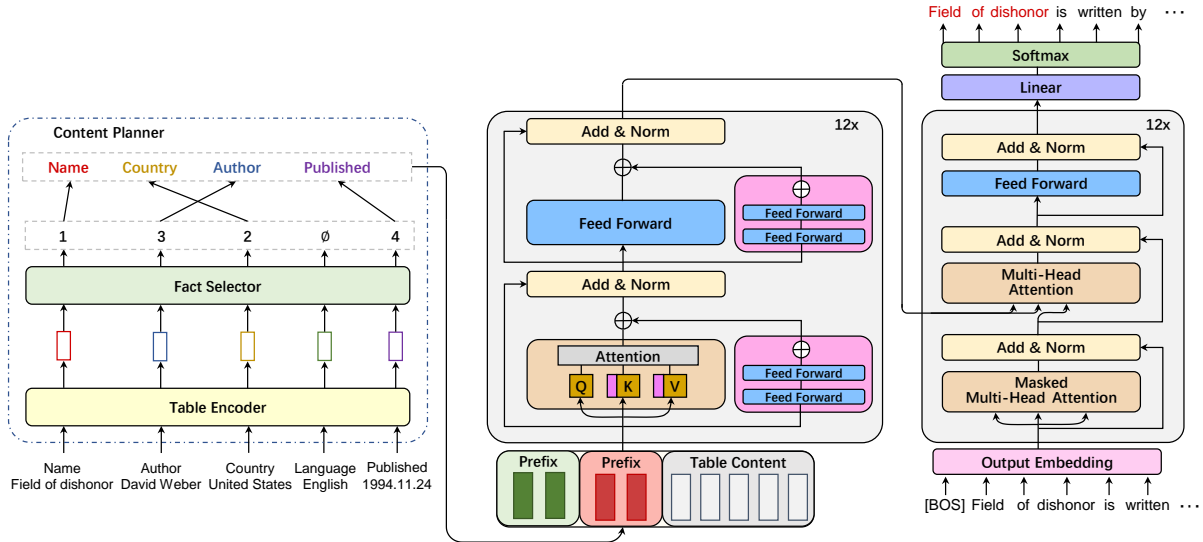 Content Planner
Name Country Author Published
1 3 2 ∅ 4
Fact Selector
Table Encoder
Name Author Country Language Published
Field of dishonor David Weber United States English 1994.11.24
12x
Add & Norm
Feed Forward
Feed Forward
Feed Forward
Add & Norm
Attention
Q K V
Feed Forward
Feed Forward
Prefix Prefix Table Content
Field of dishonor is written by ...
Softmax
Linear
12x
Add & Norm
Feed Forward
Add & Norm
Multi-Head
Attention
Add & Norm
Masked
Multi-Head Attention
Output Embedding
[BOS] Field of dishonor is written ...